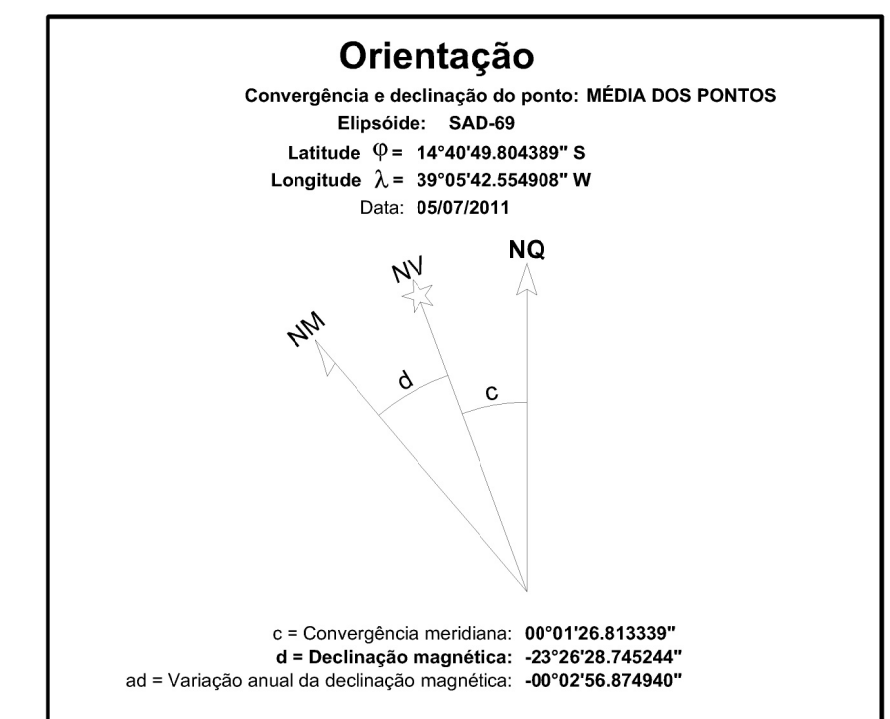 Orientação
Convergência e declinação do ponto: MÉDIA DOS PONTOS
Elipsóide: SAD-69
Latitude φ = 14°40'49.804389" S
Longitude λ = 39°05'42.554908" W
Data: 05/07/2011
NQ
NV
NM
d
c
c = Convergência meridiana: 00°01'26.813339"
d = Declinação magnética: -23°26'28.745244"
ad = Variação anual da declinação magnética: -00°02'56.874940"